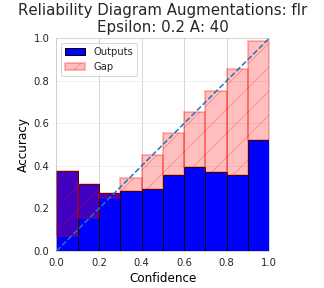 Reliability Diagram Augmentations: flr
Epsilon: 0.2 A: 40
Outputs
Gap
1.0
0.8
0.6
0.4
0.2
0.0
Accuracy
0.0 0.2 0.4 0.6 0.8 1.0
Confidence